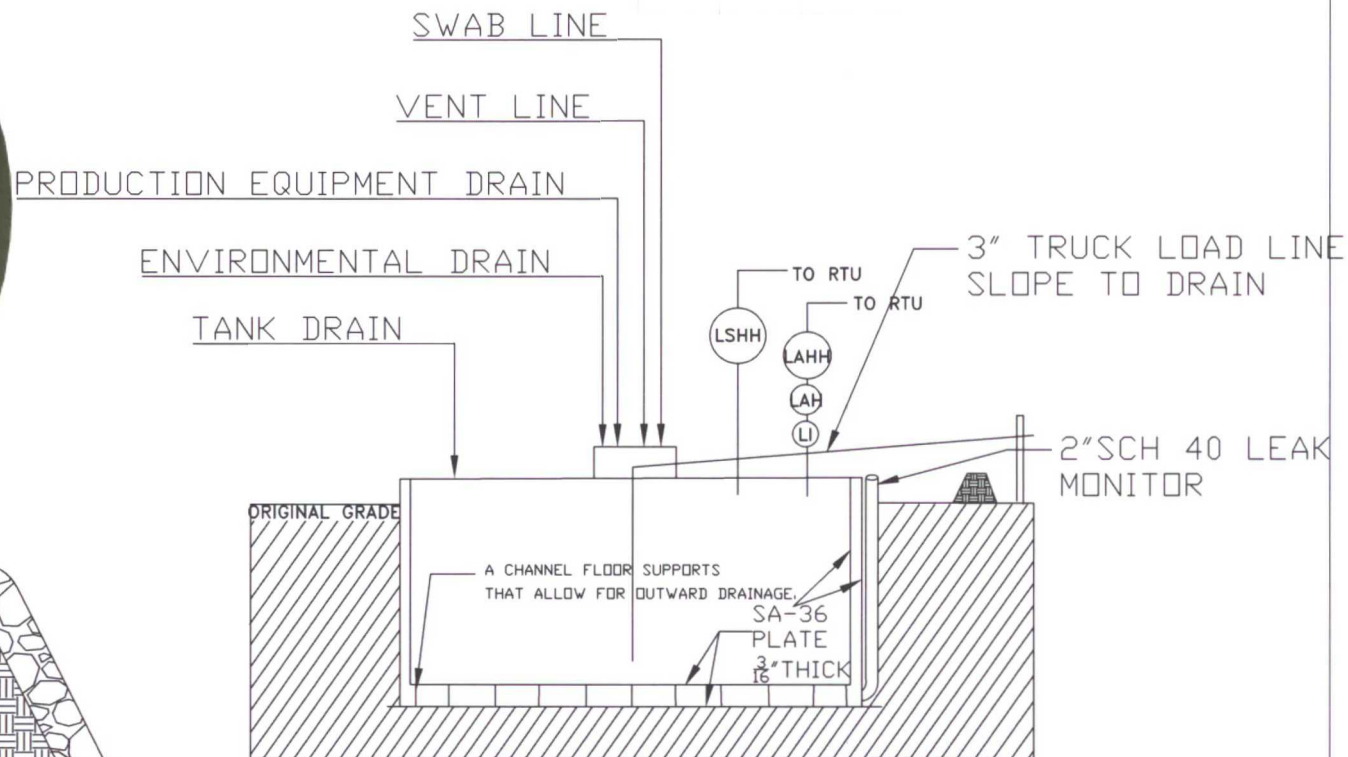 SWAB LINE
VENT LINE
PRODUCTION EQUIPMENT DRAIN
ENVIRONMENTAL DRAIN
TANK DRAIN
TO RTU
TO RTU
3" TRUCK LOAD LINE
SLOPE TO DRAIN
LSHH
LAHH
LAH
LI
2"SCH 40 LEAK
MONITOR
ORIGINAL GRADE
A CHANNEL FLOOR SUPPORTS
THAT ALLOW FOR OUTWARD DRAINAGE.
SA-36
PLATE
3/16"THICK